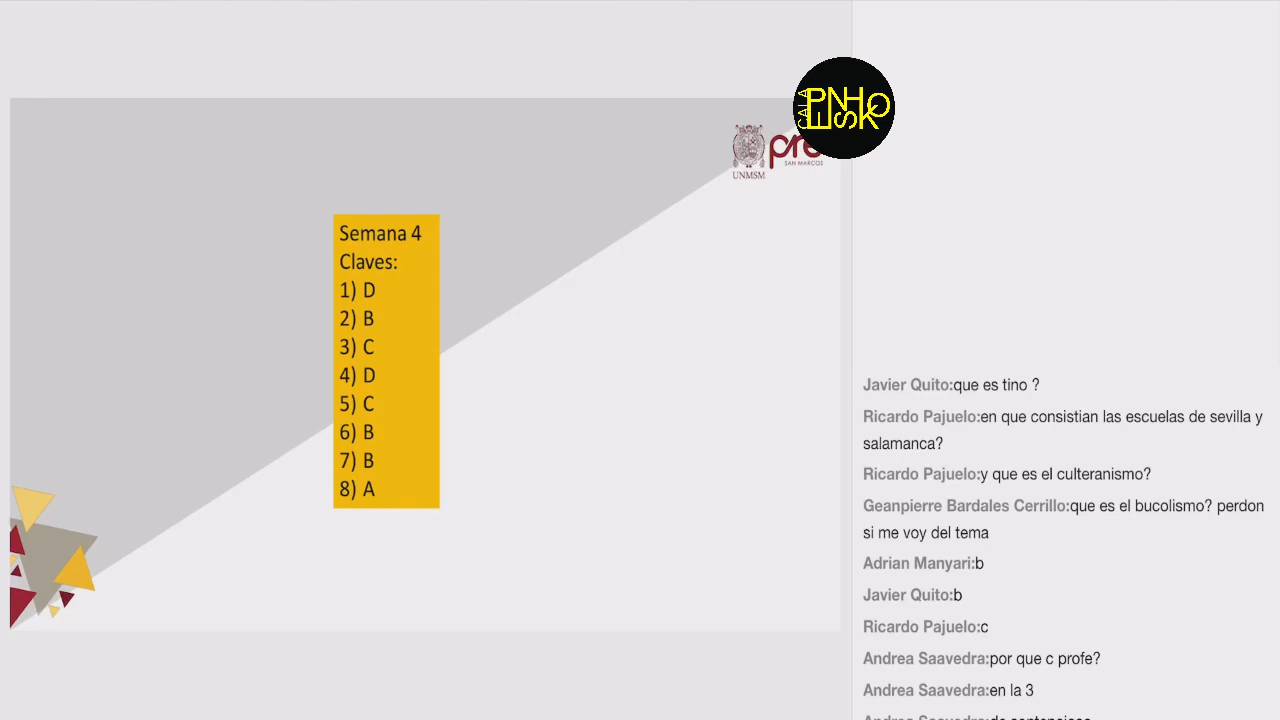 CALA
PENHOSK
pre
SAN MARCOS
UNMSM
Semana 4
Claves:
1) D
2) B
3) C
4) D
5) C
6) B
7) B
8) A
Javier Quito:que es tino ?
Ricardo Pajuelo:en que consistian las escuelas de sevilla y
salamanca?
Ricardo Pajuelo:y que es el culteranismo?
Geanpierre Bardales Cerrillo:que es el bucolismo? perdon
si me voy del tema
Adrian Manyari:b
Javier Quito:b
Ricardo Pajuelo:c
Andrea Saavedra:por que c profe?
Andrea Saavedra:en la 3